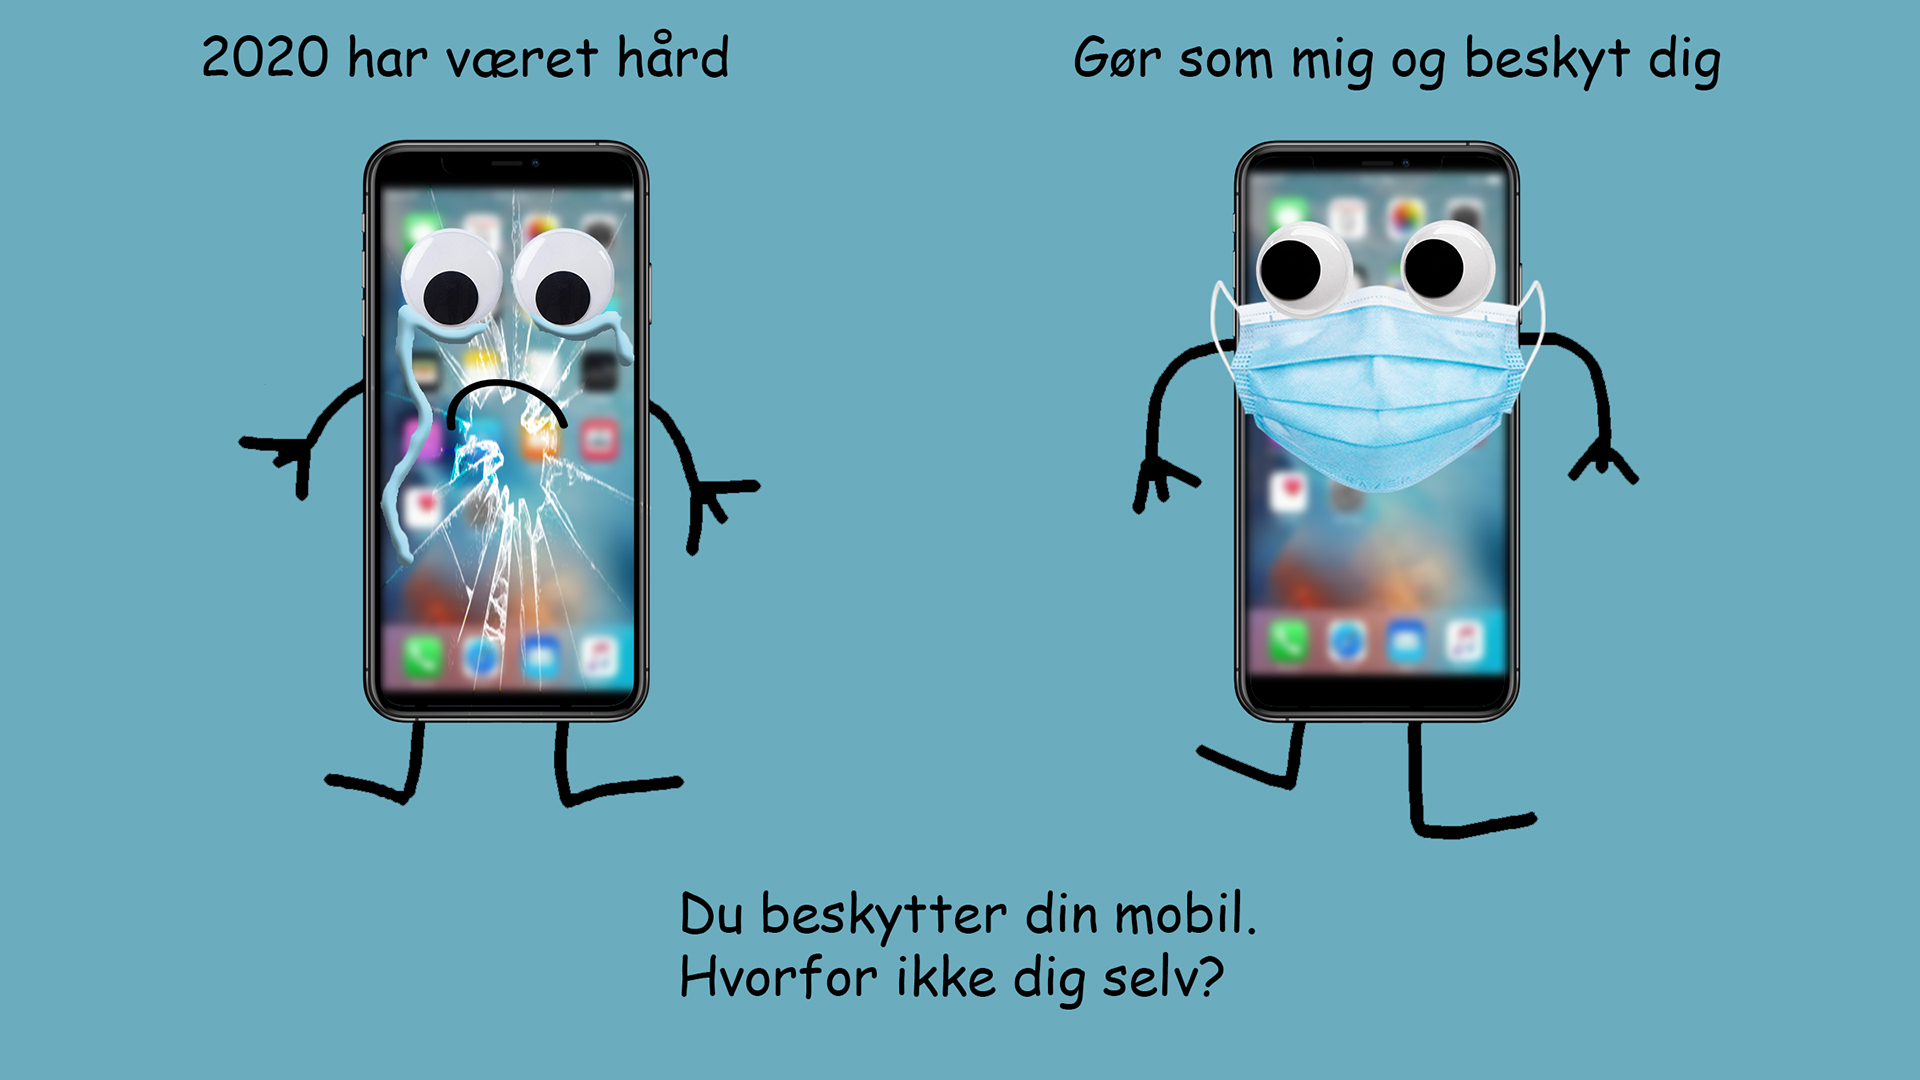 2020 har været hård
Gør som mig og beskyt dig
Du beskytter din mobil.
Hvorfor ikke dig selv?